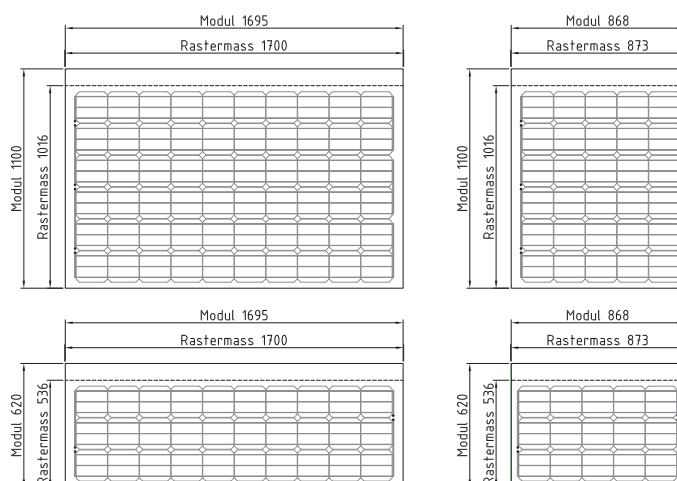 Modul 1695
Rastermass 1700
Modul 1100
Rastermass 1016
Modul 868
Rastermass 873
Modul 1100
Rastermass 1016
Modul 1695
Rastermass 1700
Modul 620
Rastermass 536
Modul 868
Rastermass 873
Modul 620
Rastermass 536